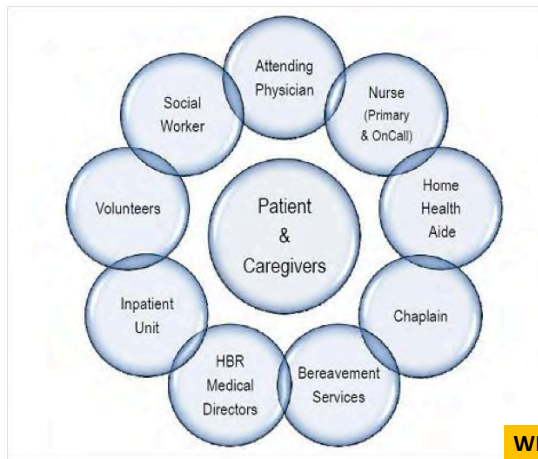 Attending
Physician
Nurse
(Primary
& OnCall)
Home
Health
Aide
Chaplain
Bereavement
Services
HBR
Medical
Directors
Inpatient
Unit
Volunteers
Social
Worker
Patient
&
Caregivers